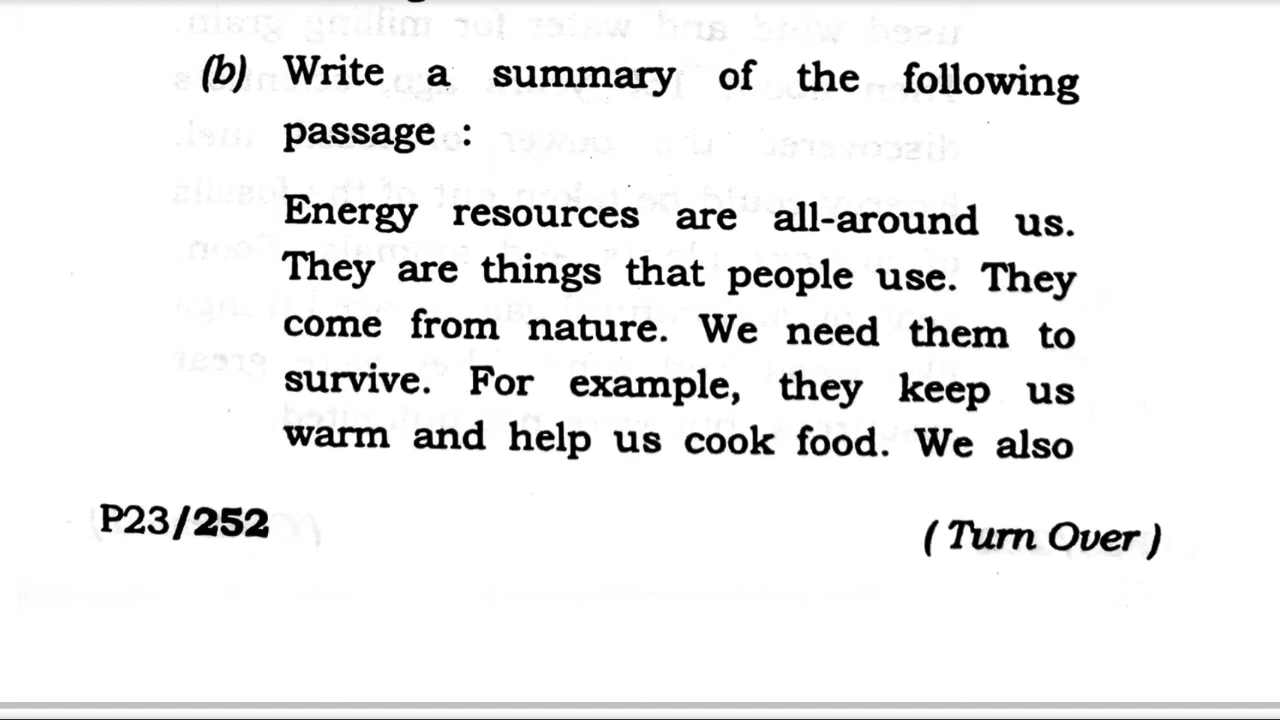 (b) Write a summary of the following
passage :
Energy resources are all-around us.
They are things that people use. They
come from nature. We need them to
survive. For example, they keep us
warm and help us cook food. We also
P23/252
( Turn Over )